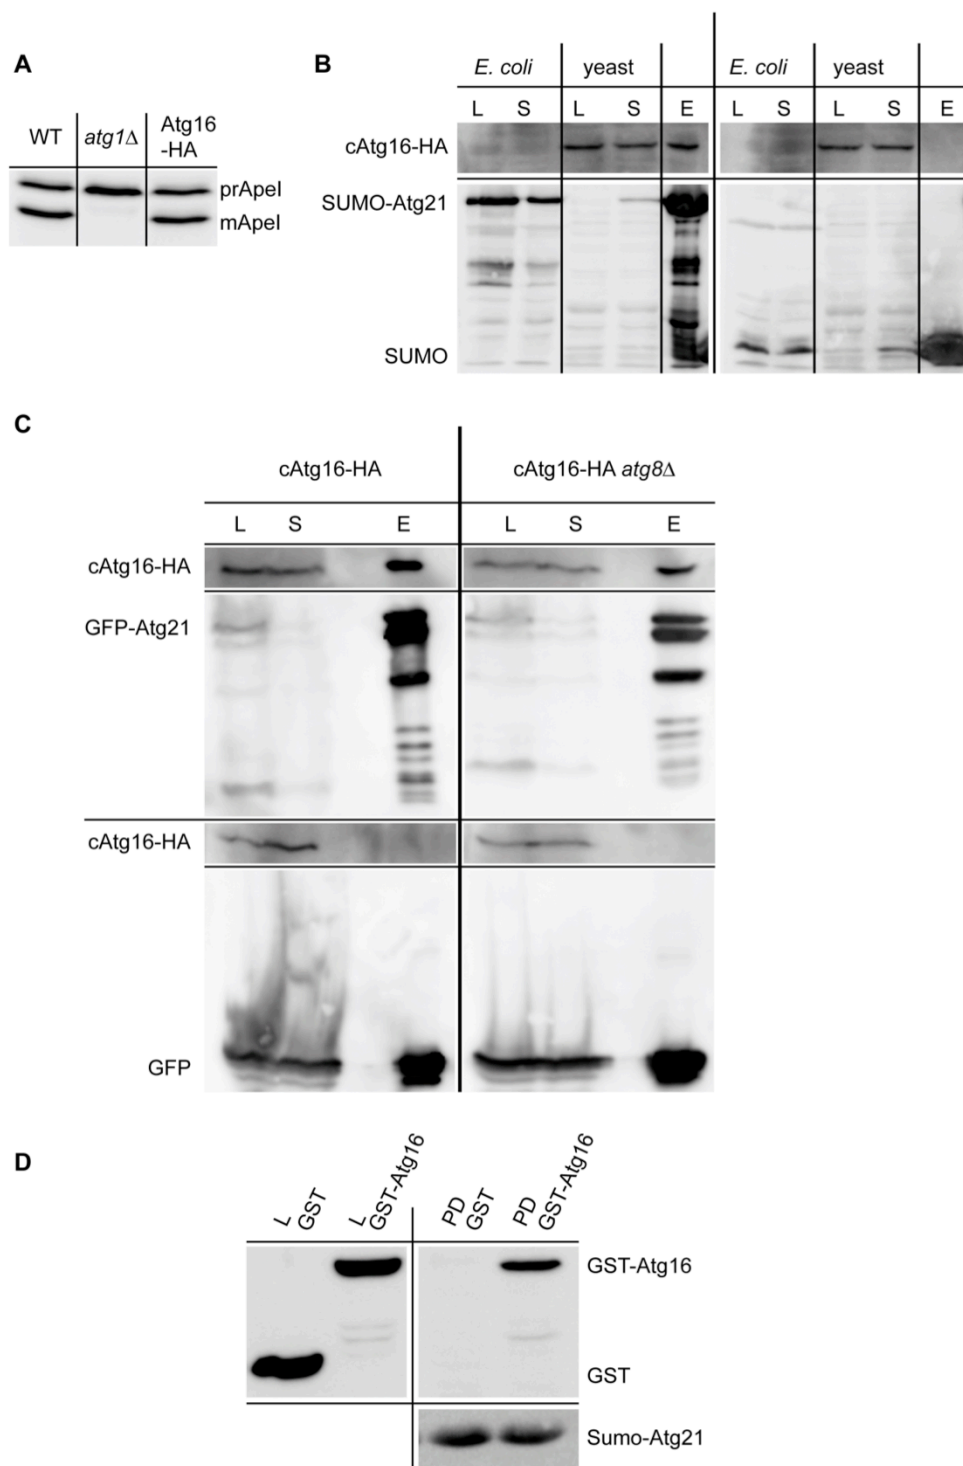 A
WT
atg1Δ
Atg16
-HA
prApeI
mApeI
B
E. coli
yeast
E. coli
yeast
L S L S E L S L S E
cAtg16-HA
SUMO-Atg21
SUMO
C
cAtg16-HA
cAtg16-HA atg8Δ
L S E L S E
cAtg16-HA
GFP-Atg21
cAtg16-HA
GFP
D
L
GST
L
GST-Atg16
PD
GST
PD
GST-Atg16
GST-Atg16
GST
Sumo-Atg21